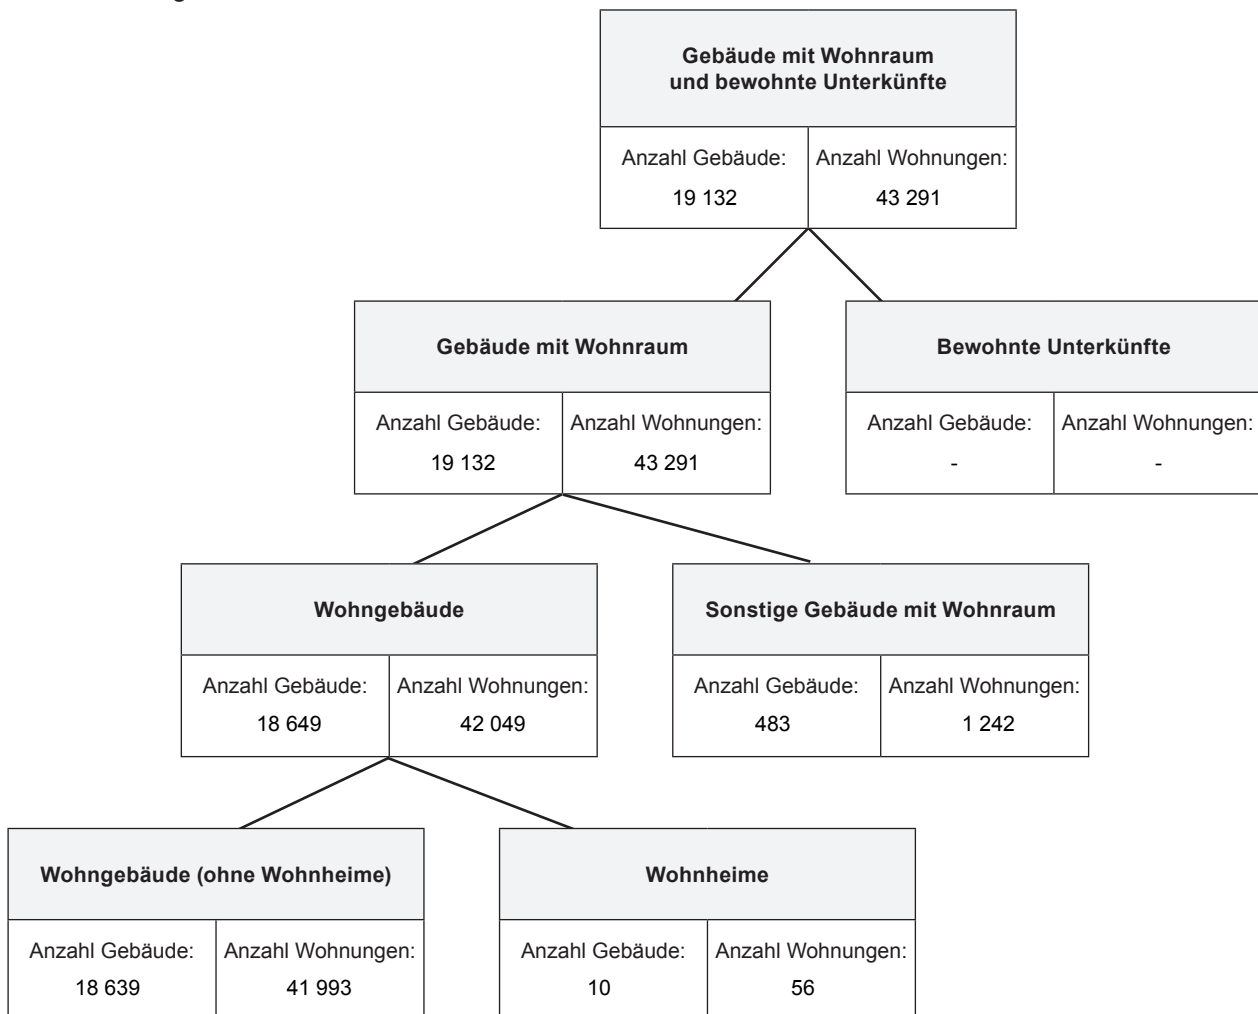 Gebäude mit Wohnraum
und bewohnte Unterkünfte
Anzahl Gebäude: Anzahl Wohnungen:
19 132 43 291
Gebäude mit Wohnraum
Anzahl Gebäude: Anzahl Wohnungen:
19 132 43 291
Bewohnte Unterkünfte
Anzahl Gebäude: Anzahl Wohnungen:
- -
Wohngebäude
Anzahl Gebäude: Anzahl Wohnungen:
18 649 42 049
Sonstige Gebäude mit Wohnraum
Anzahl Gebäude: Anzahl Wohnungen:
483 1 242
Wohngebäude (ohne Wohnheime)
Anzahl Gebäude: Anzahl Wohnungen:
18 639 41 993
Wohnheime
Anzahl Gebäude: Anzahl Wohnungen:
10 56